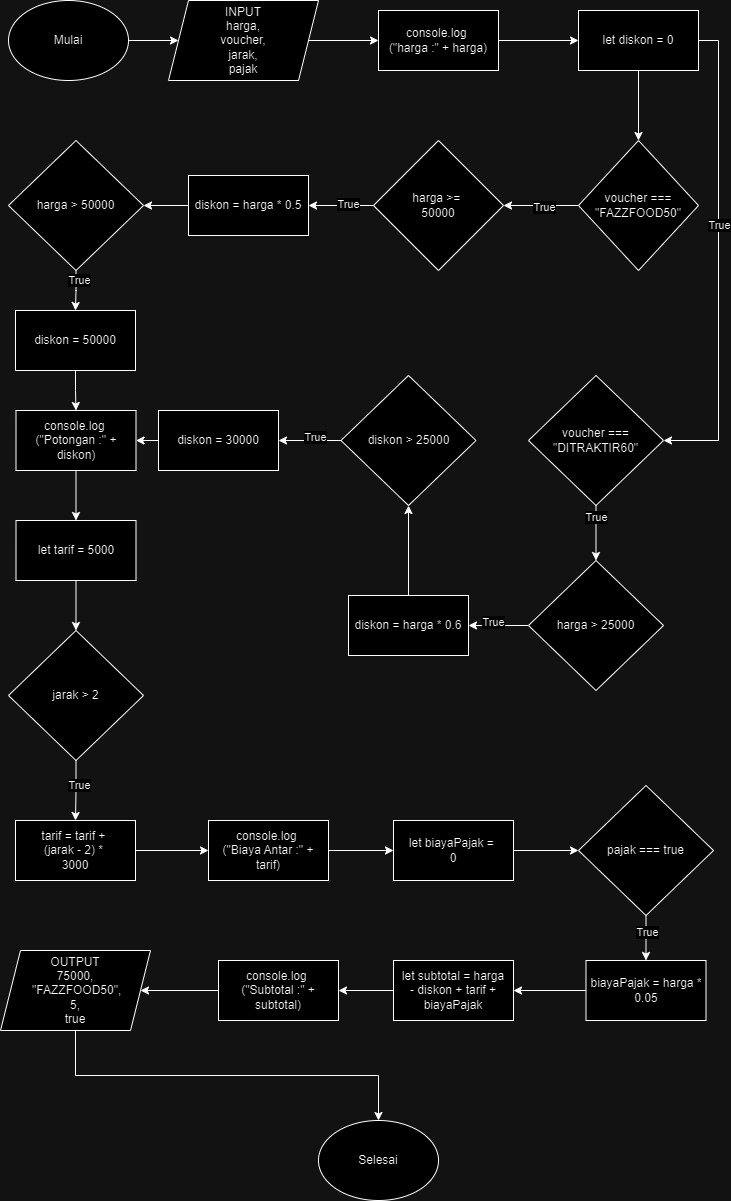 Mulai
INPUT
harga,
voucher,
jarak,
pajak
console.log
("harga :" + harga)
let diskon = 0
harga > 50000
diskon = harga * 0.5
True
harga >=
50000
True
voucher ===
"FAZZFOOD50"
True
True
diskon = 50000
console.log
("Potongan :" +
diskon)
diskon = 30000
True
diskon > 25000
voucher ===
"DITRAKTIR60"
True
let tarif = 5000
diskon = harga * 0.6
True
harga > 25000
jarak > 2
True
tarif = tarif +
(jarak - 2) *
3000
console.log
("Biaya Antar :" +
tarif)
let biayaPajak =
0
pajak === true
True
OUTPUT
75000,
"FAZZFOOD50",
5,
true
console.log
("Subtotal :" +
subtotal)
let subtotal = harga
- diskon + tarif +
biayaPajak
biayaPajak = harga *
0.05
Selesai